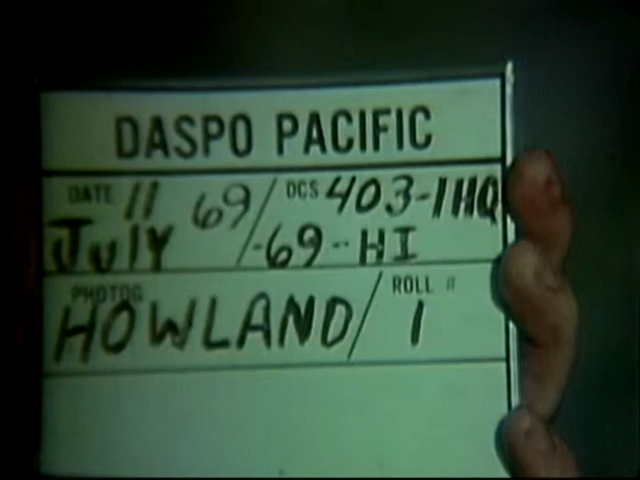 DASPO PACIFIC
DATE 11 69/ DCS 403-1HQ
July /-69--HI
PHOTOG ROLL #
HOWLAND/ 1